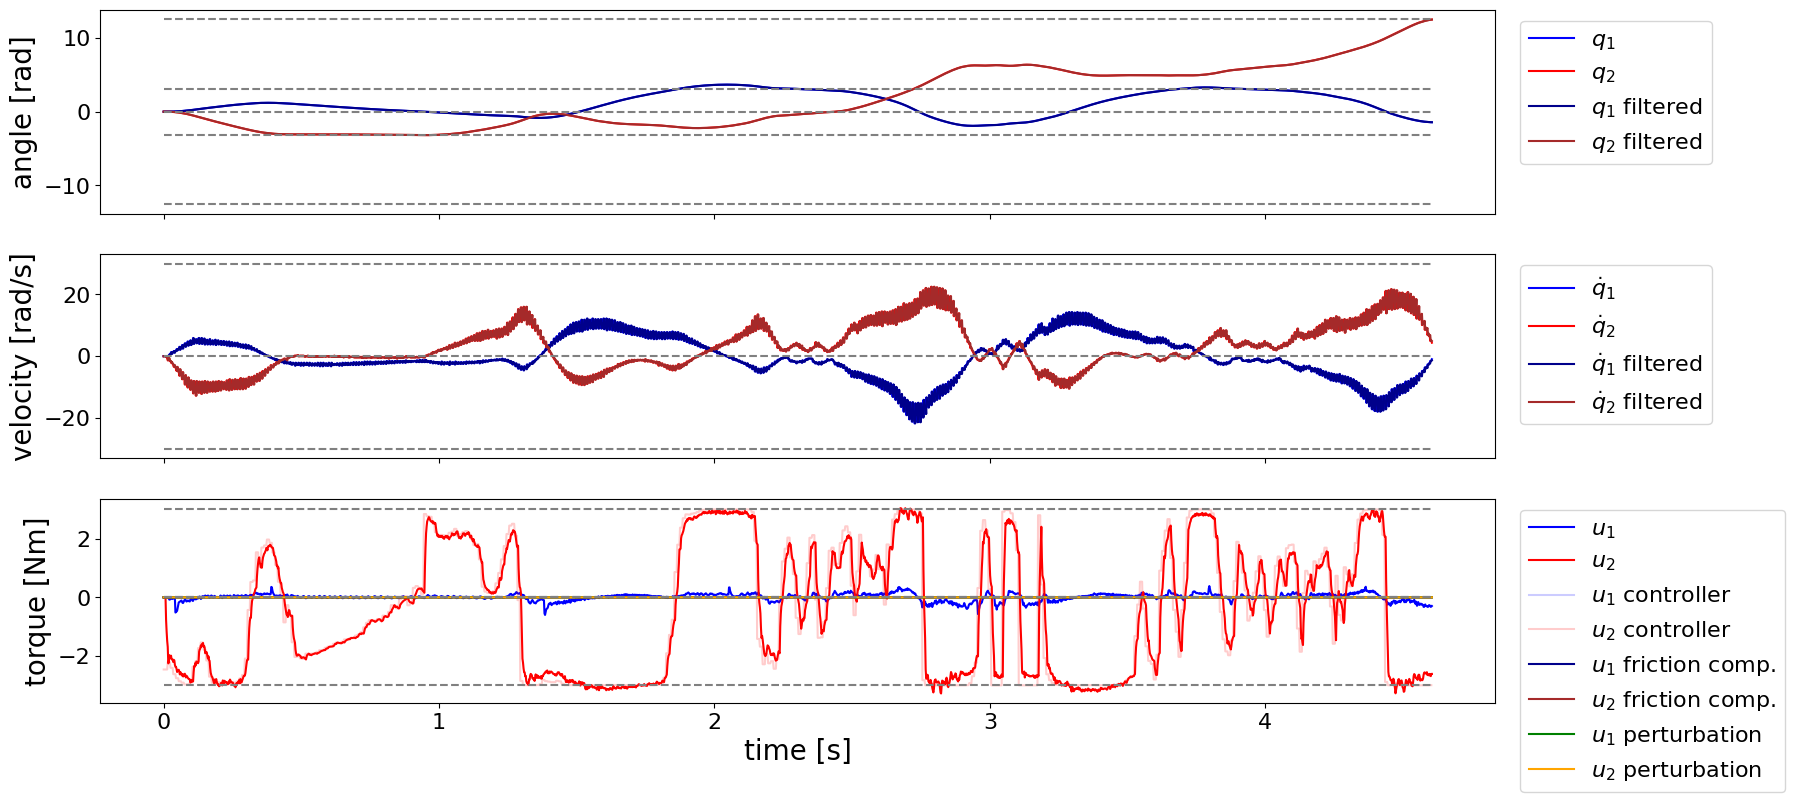 angle [rad]
10
0
−10
q₁
q₂
q₁ filtered
q₂ filtered
velocity [rad/s]
20
0
−20
q̇₁
q̇₂
q̇₁ filtered
q̇₂ filtered
torque [Nm]
2
0
−2
0
1
2
3
4
time [s]
u₁
u₂
u₁ controller
u₂ controller
u₁ friction comp.
u₂ friction comp.
u₁ perturbation
u₂ perturbation